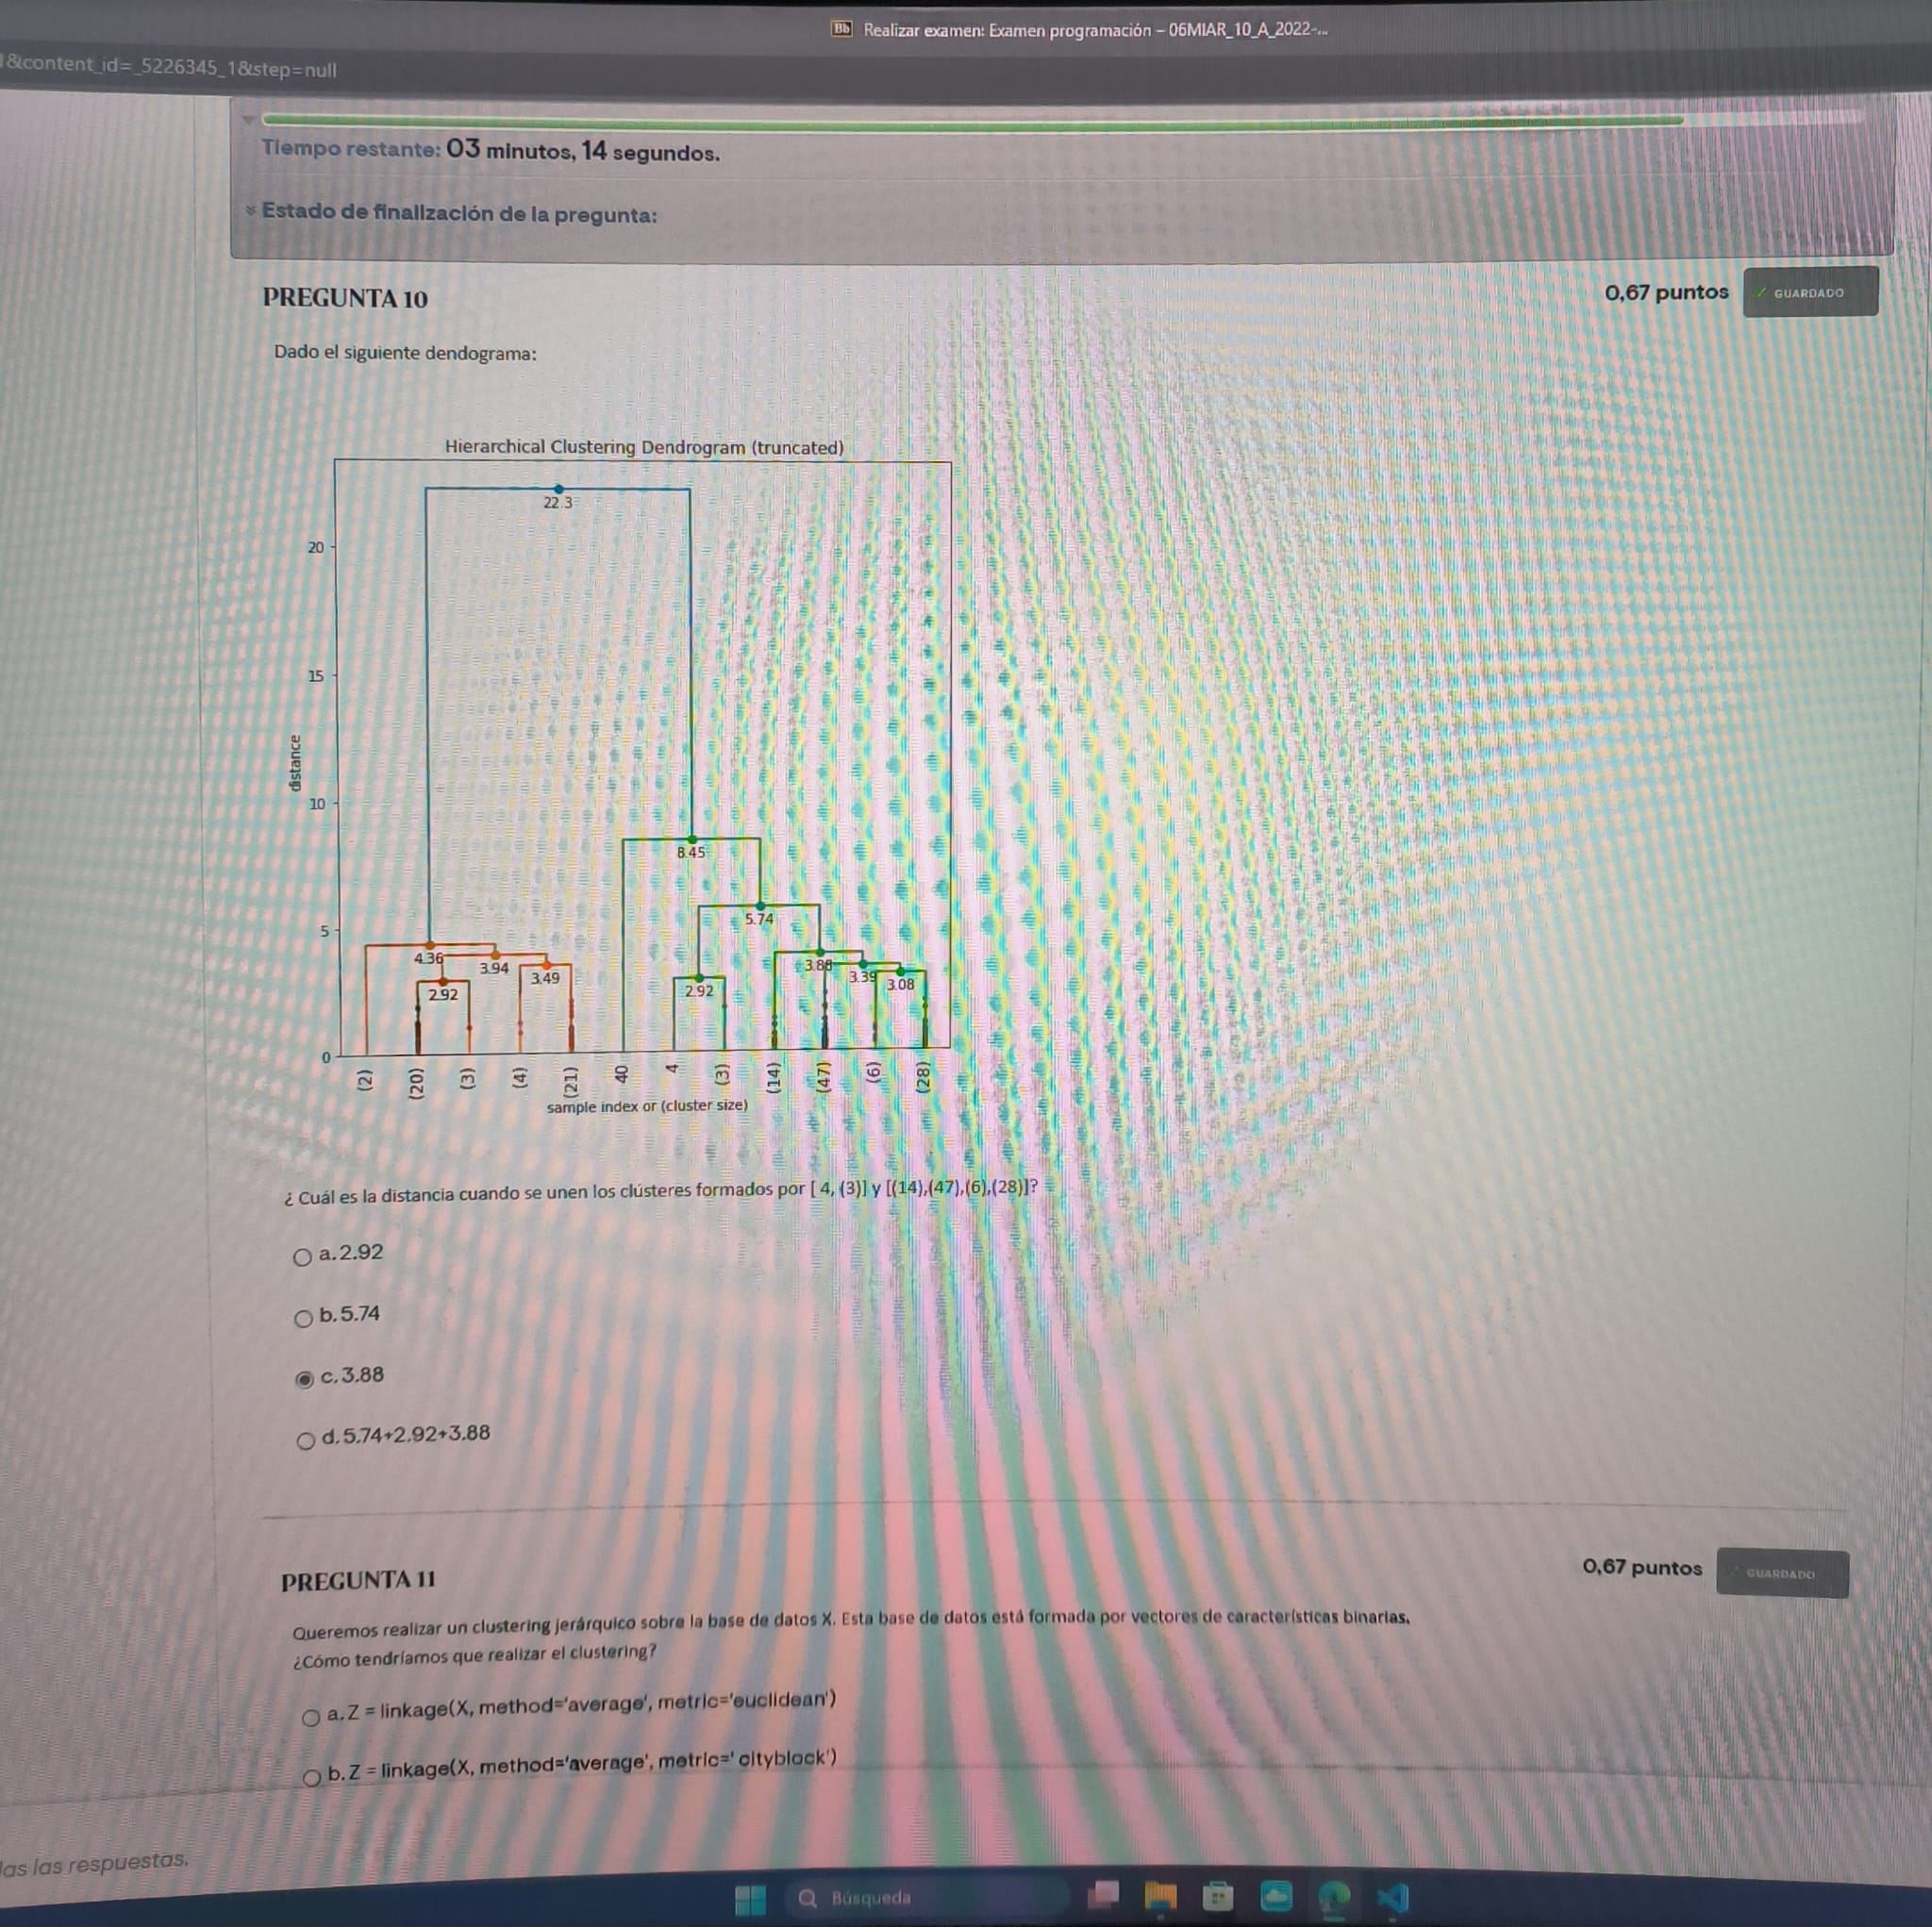 Bb Realizar examen: Examen programación – 06MIAR_10_A_2022-...
&content_id=_5226345_1&step=null
Tiempo restante: 03 minutos, 14 segundos.
Estado de finalización de la pregunta:
PREGUNTA 10
0,67 puntos
GUARDADO
Dado el siguiente dendograma:
Hierarchical Clustering Dendrogram (truncated)
22.3
20
15
distance
10
8.45
5.74
5
4.36
3.94
3.49
2.92
2.92
3.88
3.39
3.08
0
(2) (20) (3) (4) (21) 40 4 (3) (14) (47) (6) (28)
sample index or (cluster size)
¿ Cuál es la distancia cuando se unen los clústeres formados por [ 4, (3)] y [(14),(47),(6),(28)]?
a. 2.92
b. 5.74
c. 3.88
d. 5.74+2.92+3.88
PREGUNTA 11
0,67 puntos
GUARDADO
Queremos realizar un clustering jerárquico sobre la base de datos X. Esta base de datos está formada por vectores de características binarias.
¿Cómo tendríamos que realizar el clustering?
a. Z = linkage(X, method='average', metric='euclidean')
b. Z = linkage(X, method='average', metric=' cityblock')
las las respuestas.
Búsqueda